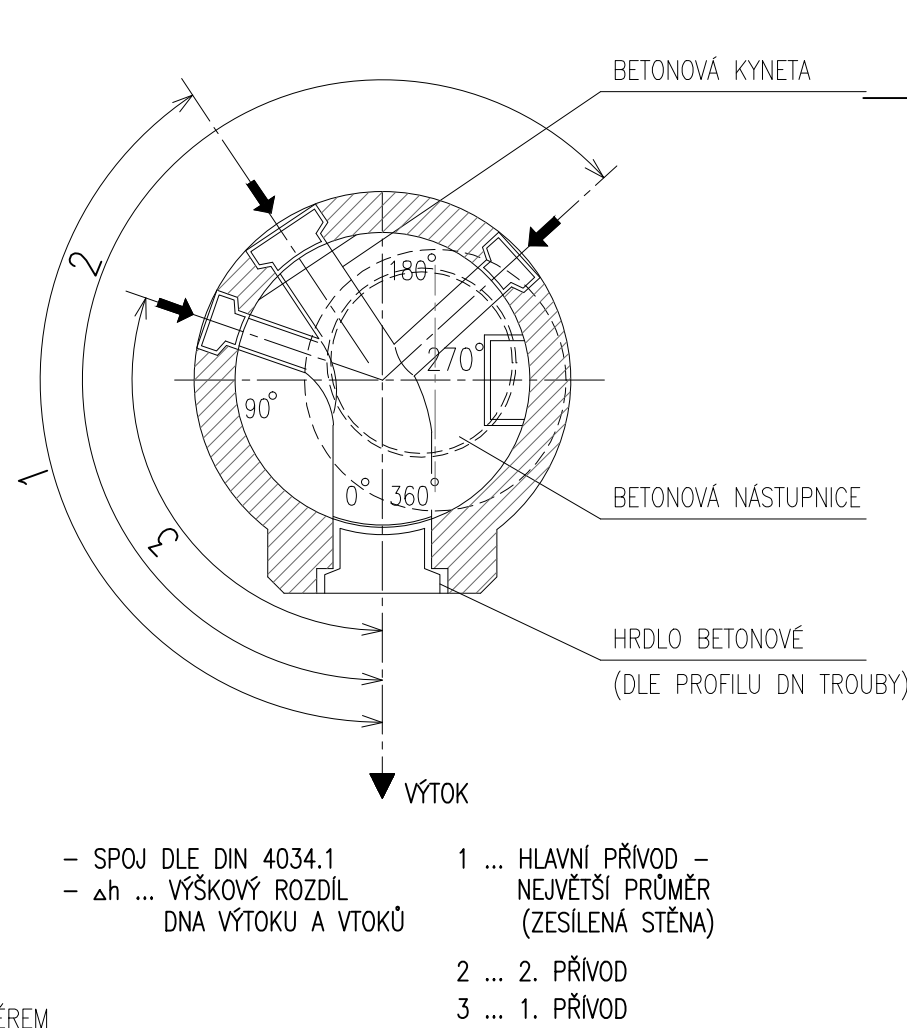 BETONOVÁ KYNETA
2
180°
270°
90°
1
0° 360°
BETONOVÁ NÁSTUPNICE
3
HRDLO BETONOVÉ
(DLE PROFILU DN TROUBY)
VÝTOK
– SPOJ DLE DIN 4034.1
– △h ... VÝŠKOVÝ ROZDÍL
DNA VÝTOKU A VTOKŮ
1 ... HLAVNÍ PŘÍVOD –
NEJVĚTŠÍ PRŮMĚR
(ZESÍLENÁ STĚNA)
2 ... 2. PŘÍVOD
3 ... 1. PŘÍVOD
ĚREM